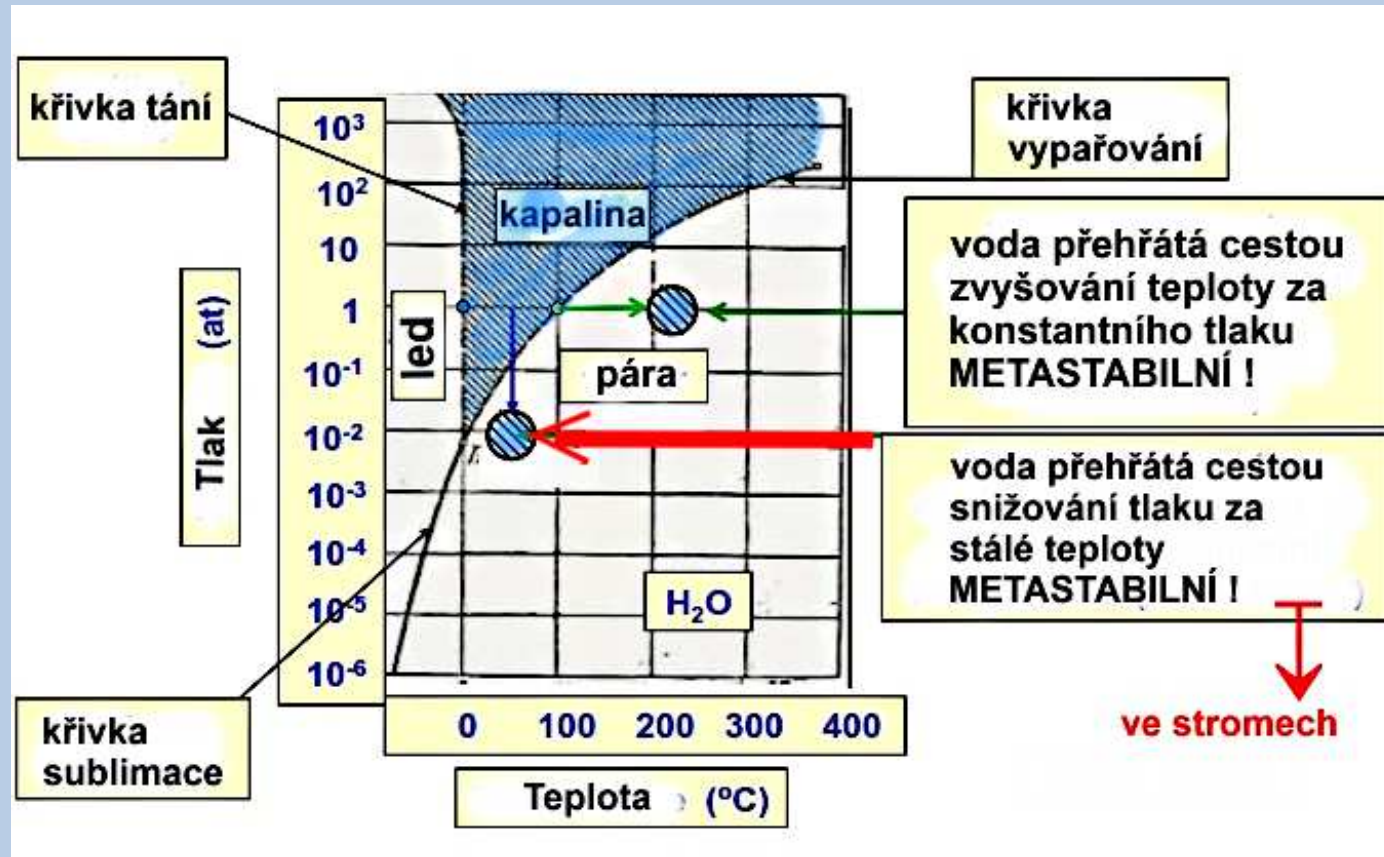 křivka tání
křivka
vypařování
10³
10²
10
1
10⁻¹
10⁻²
10⁻³
10⁻⁴
10⁻⁵
10⁻⁶
Tlak (at)
led
kapalina
pára
H₂O
voda přehřátá cestou
zvyšování teploty za
konstantního tlaku
METASTABILNÍ !
voda přehřátá cestou
snižování tlaku za
stálé teploty
METASTABILNÍ !
ve stromech
křivka
sublimace
0 100 200 300 400
Teplota (ºC)